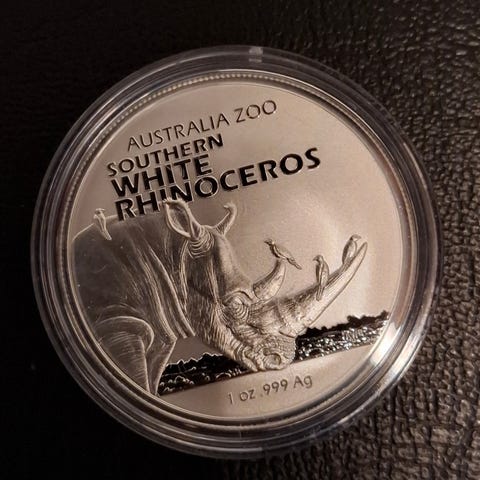 AUSTRALIA ZOO
SOUTHERN
WHITE
RHINOCEROS
1 oz .999 Ag